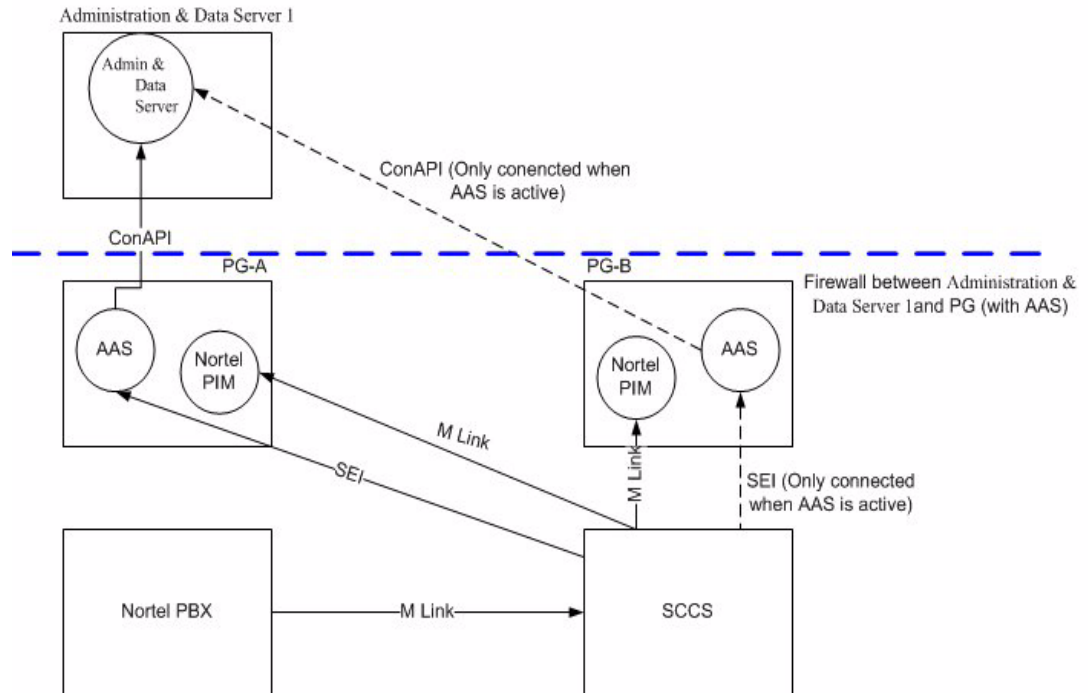 Administration & Data Server 1
Admin &
Data
Server
ConAPI (Only conencted when
AAS is active)
ConAPI
PG-A
PG-B
Firewall between Administration &
Data Server 1and PG (with AAS)
AAS
Nortel
PIM
Nortel
PIM
AAS
M Link
SEI
M Link
SEI (Only connected
when AAS is active)
Nortel PBX
M Link
SCCS